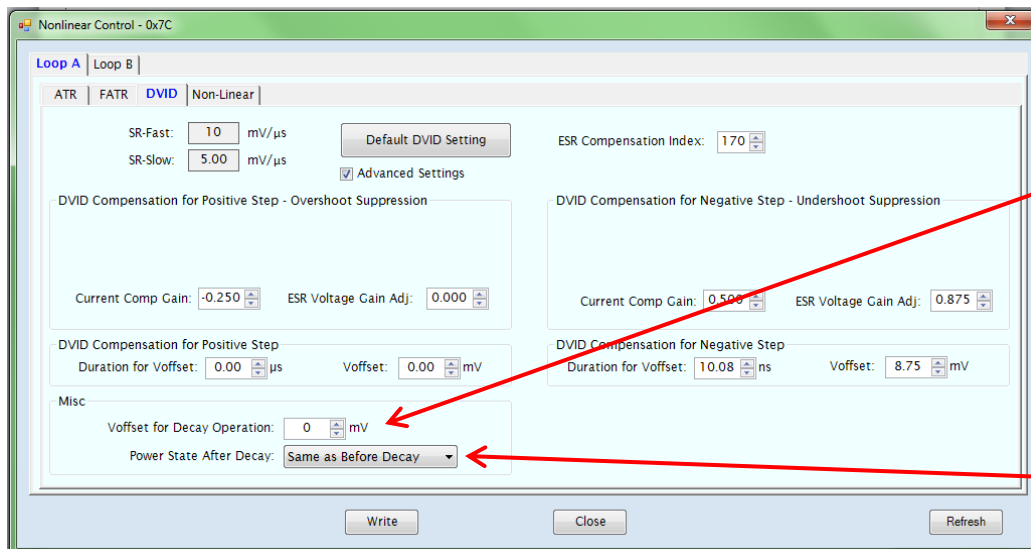 Nonlinear Control - 0x7C
Loop A Loop B
ATR FATR DVID Non-Linear
SR-Fast: 10 mV/µs Default DVID Setting ESR Compensation Index: 170
SR-Slow: 5.00 mV/µs
Advanced Settings
DVID Compensation for Positive Step - Overshoot Suppression DVID Compensation for Negative Step - Undershoot Suppression
Current Comp Gain: -0.250 ESR Voltage Gain Adj: 0.000 Current Comp Gain: 0.500 ESR Voltage Gain Adj: 0.875
DVID Compensation for Positive Step DVID Compensation for Negative Step
Duration for Voffset: 0.00 µs Voffset: 0.00 mV Duration for Voffset: 10.08 ns Voffset: 8.75 mV
Misc
Voffset for Decay Operation: 0 mV
Power State After Decay: Same as Before Decay
Write Close Refresh